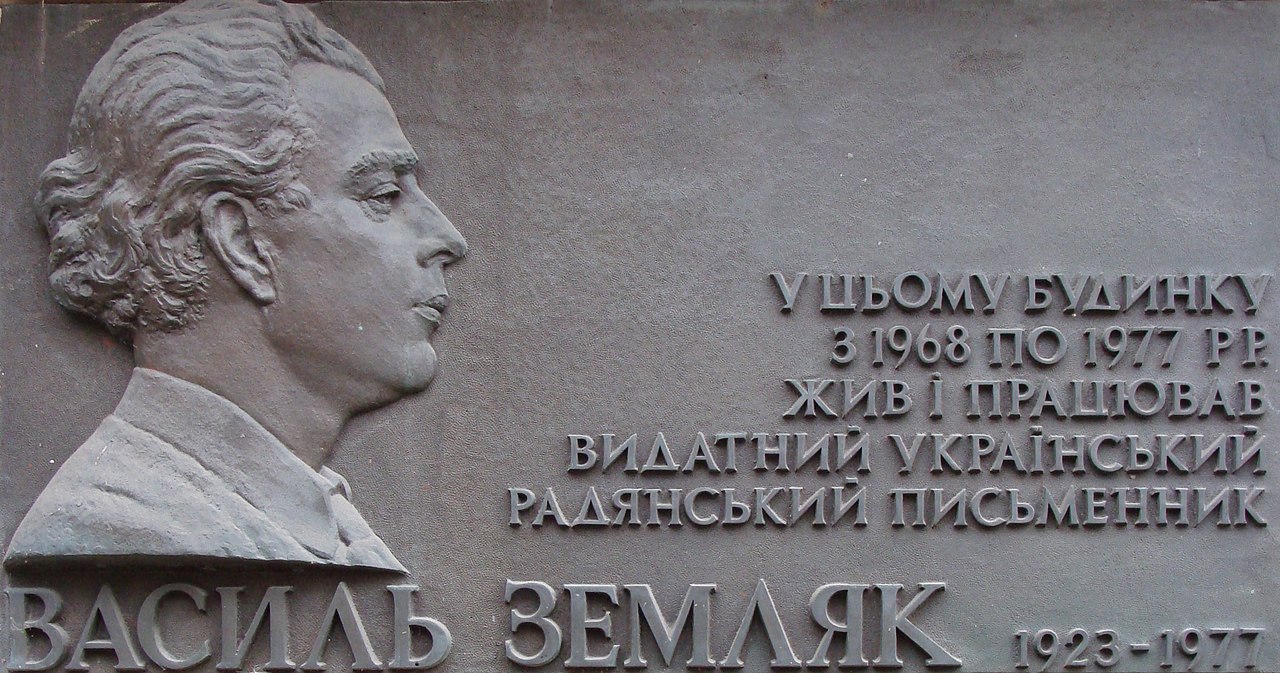 У ЦЬОМУ БУДИНКУ
З 1968 ПО 1977 РР.
ЖИВ І ПРАЦЮВАВ
ВИДАТНИЙ УКРАЇНСЬКИЙ
РАДЯНСЬКИЙ ПИСЬМЕННИК
ВАСИЛЬ ЗЕМЛЯК 1923-1977